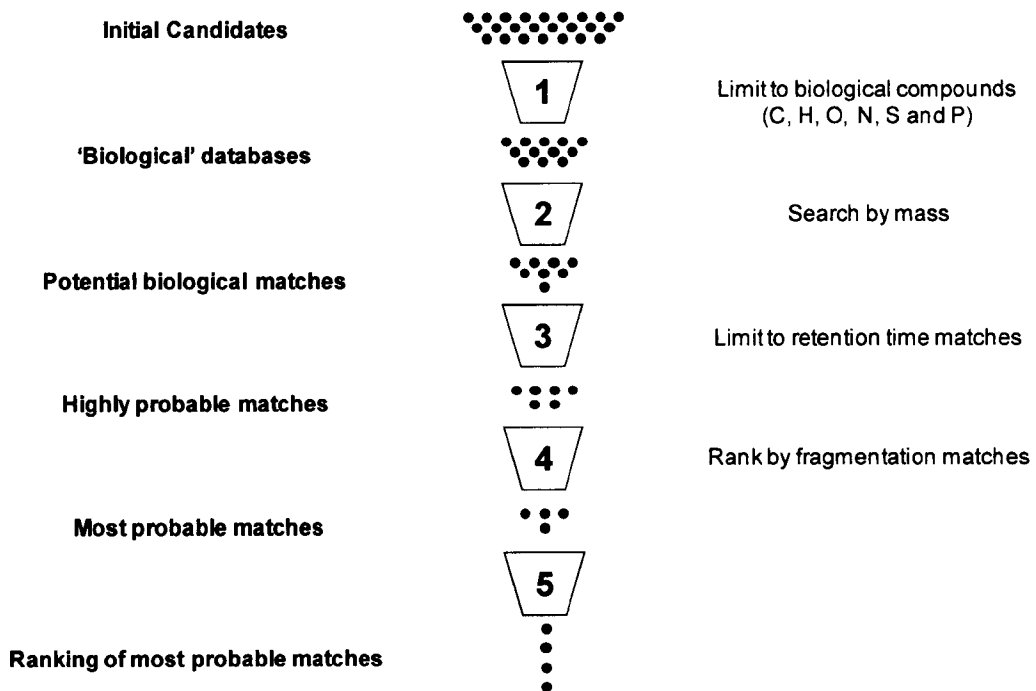 Initial Candidates
1
Limit to biological compounds
(C, H, O, N, S and P)
'Biological' databases
2
Search by mass
Potential biological matches
3
Limit to retention time matches
Highly probable matches
4
Rank by fragmentation matches
Most probable matches
5
Ranking of most probable matches